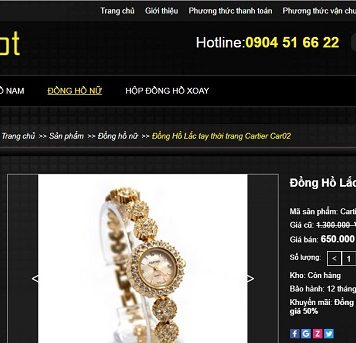 Trang chủ Giới thiệu Phương thức thanh toán Phương thức vận chu
ot
Hotline:0904 51 66 22
Ồ NAM ĐỒNG HỒ NỮ HỘP ĐỒNG HỒ XOAY
Trang chủ >> Sản phẩm >> Đồng hồ nữ >> Đồng Hồ Lắc tay thời trang Cartier Car02
Đồng Hồ Lắc
Mã sản phẩm: Carti
Giá cũ: 1.300.000
Giá bán: 650.000
Số lượng: < 1
Kho: Còn hàng
Bảo hành: 12 tháng
Khuyến mãi: Đồng
giá 50%